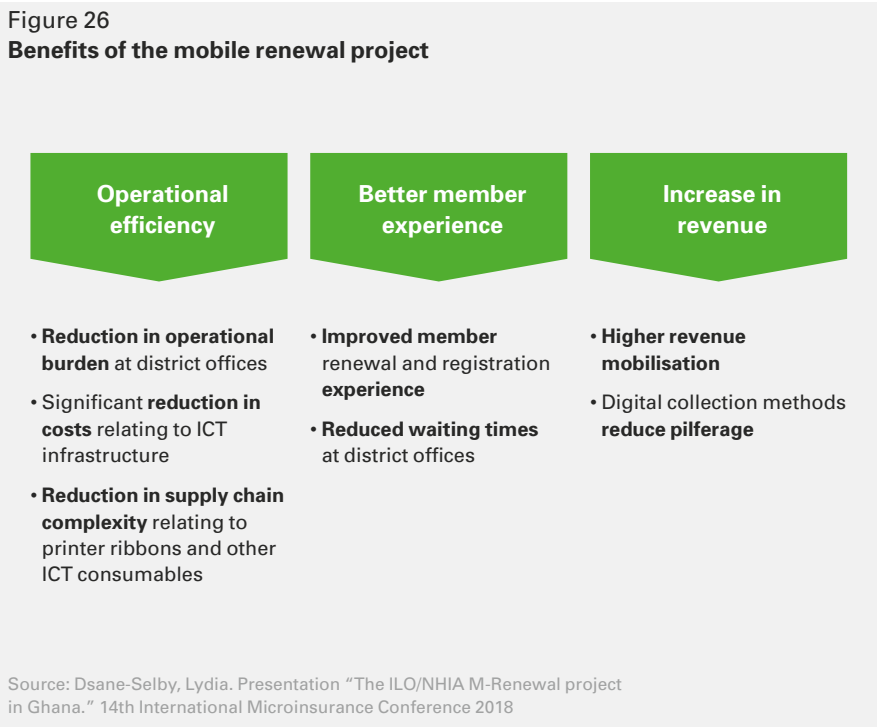 Figure 26
Benefits of the mobile renewal project
Operational
efficiency
• Reduction in operational
burden at district offices
• Significant reduction in
costs relating to ICT
infrastructure
• Reduction in supply chain
complexity relating to
printer ribbons and other
ICT consumables
Better member
experience
• Improved member
renewal and registration
experience
• Reduced waiting times
at district offices
Increase in
revenue
• Higher revenue
mobilisation
• Digital collection methods
reduce pilferage
Source: Dsane-Selby, Lydia. Presentation “The ILO/NHIA M-Renewal project
in Ghana.” 14th International Microinsurance Conference 2018